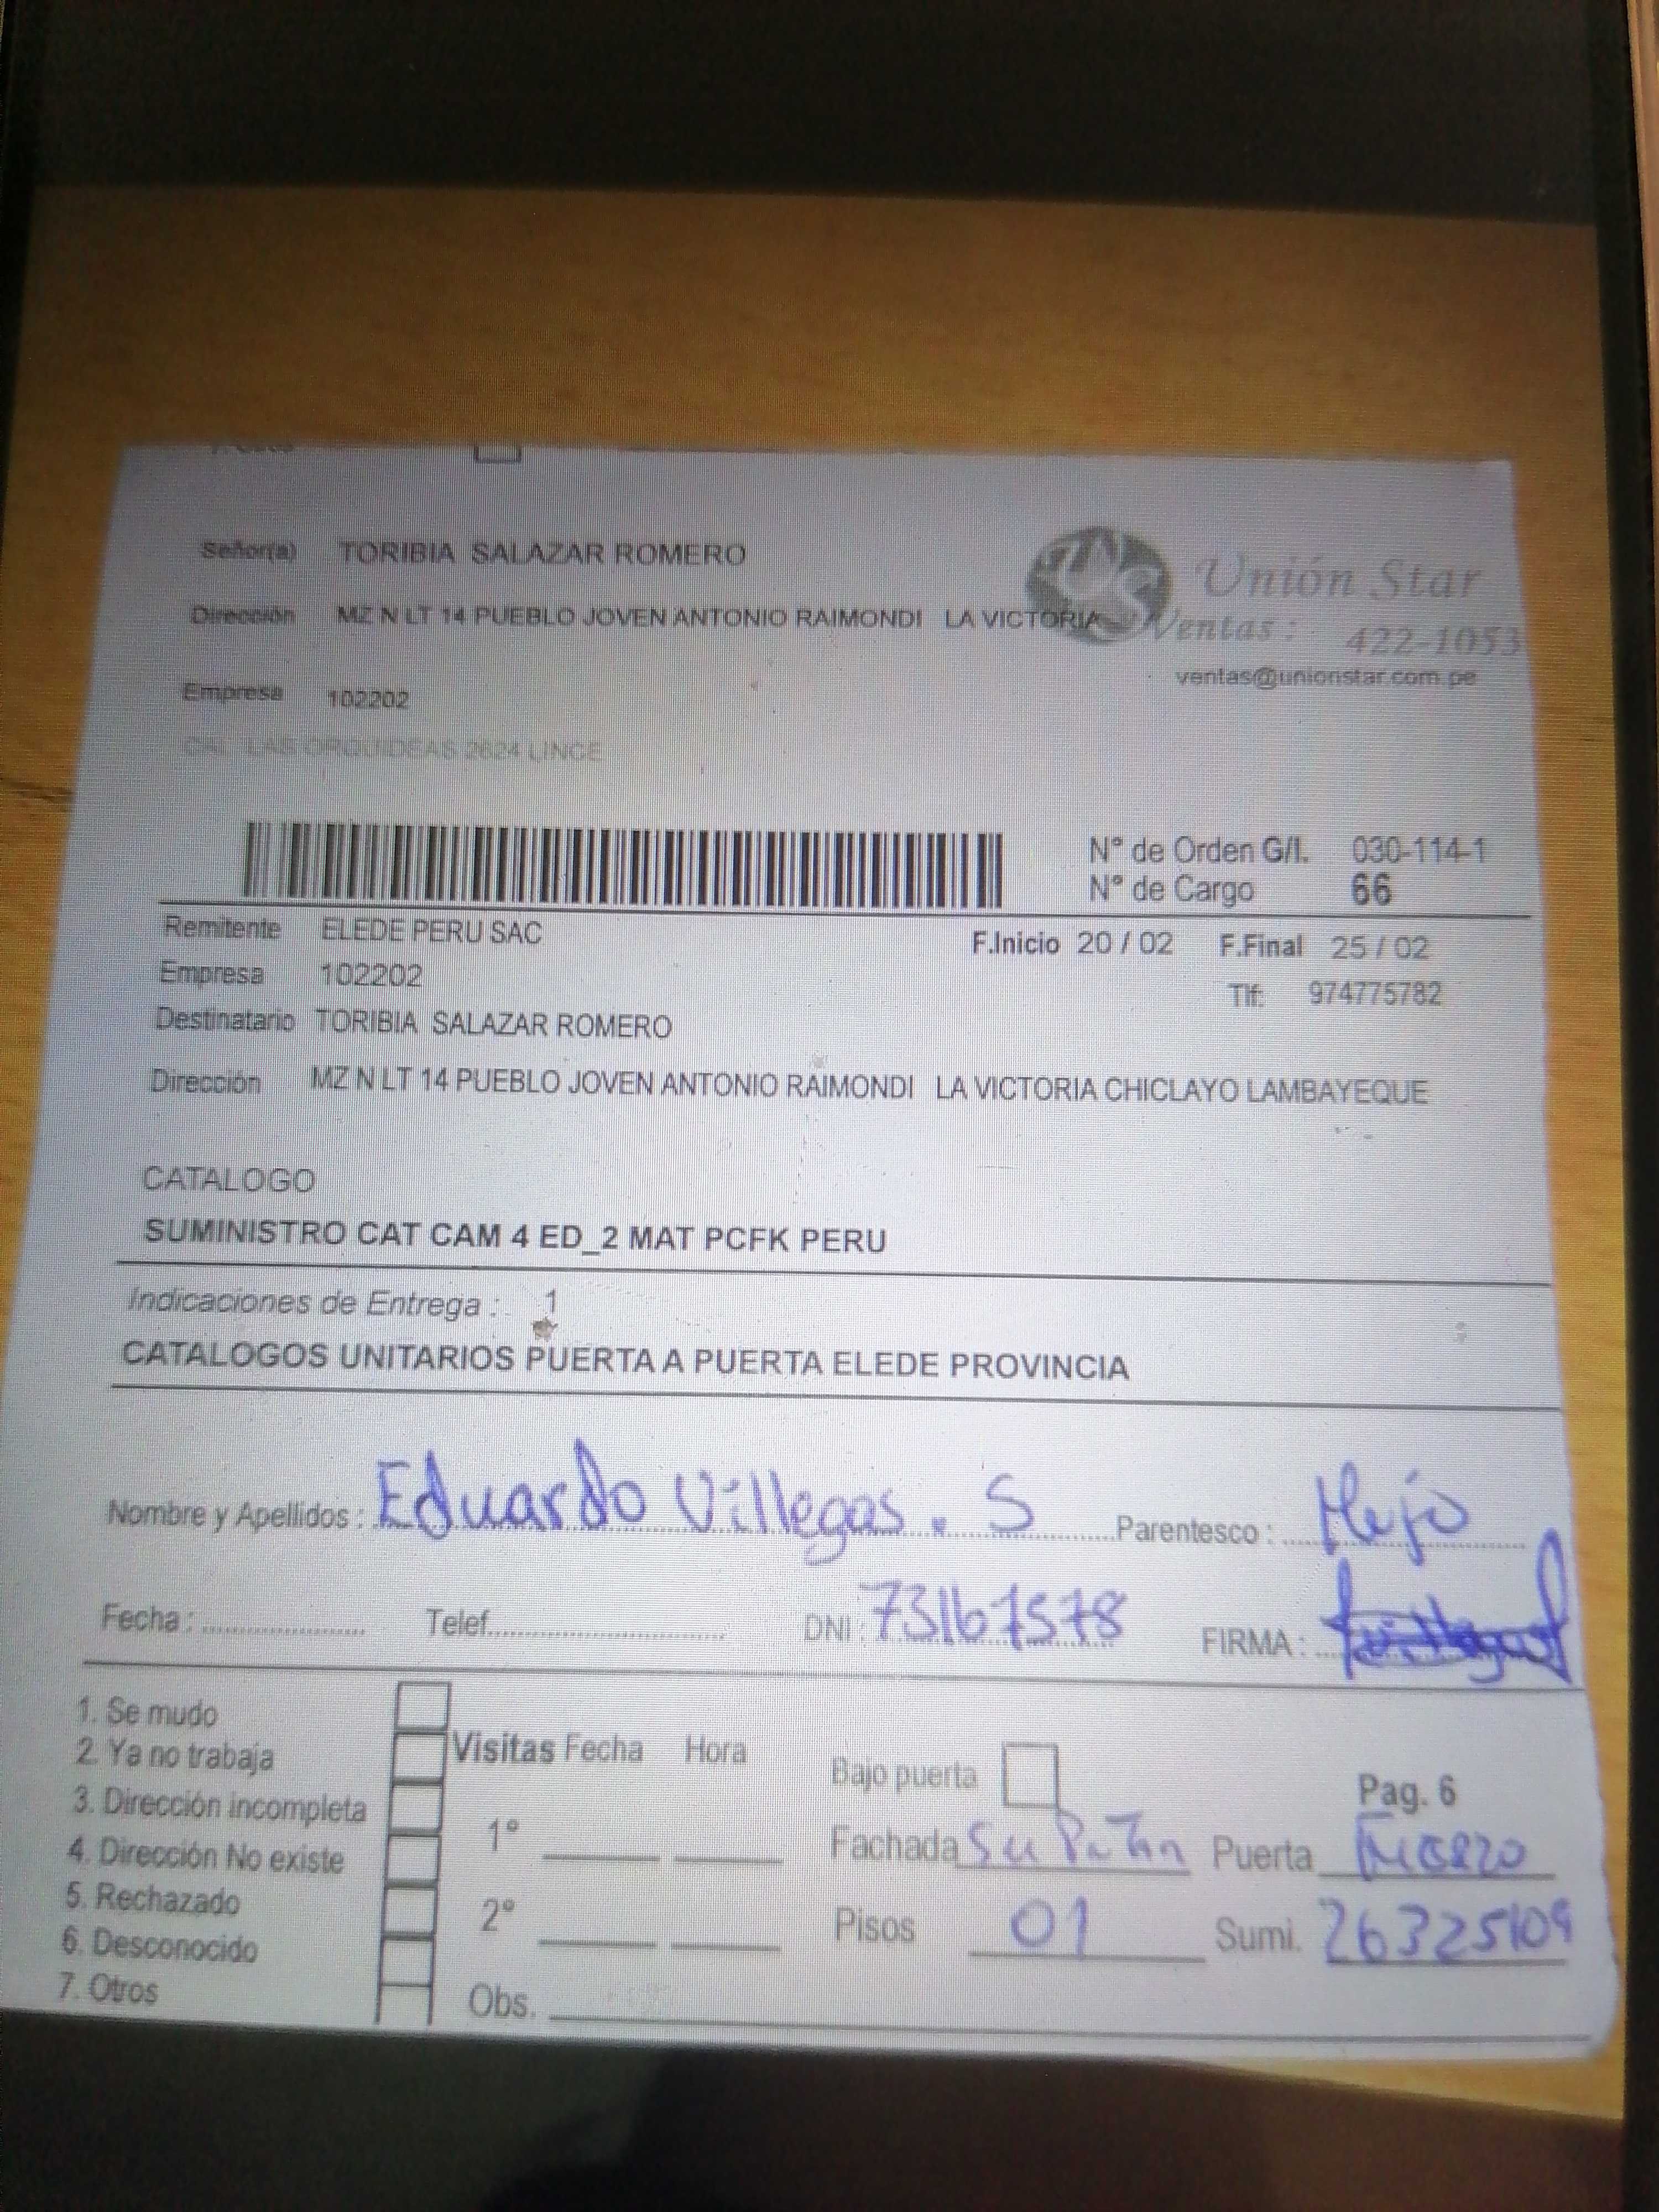 Señor(a) TORIBIA SALAZAR ROMERO
Unión Star
Dirección MZ N LT 14 PUEBLO JOVEN ANTONIO RAIMONDI LA VICTORIA
Ventas : 422-1053
ventas@unionstar.com.pe
Empresa 102202
CAL LAS ORQUIDEAS 2624 LINCE
N° de Orden G/I. 030-114-1
N° de Cargo 66
Remitente ELEDE PERU SAC
F.Inicio 20 / 02 F.Final 25 / 02
Empresa 102202
Tlf: 974775782
Destinatario TORIBIA SALAZAR ROMERO
Dirección MZ N LT 14 PUEBLO JOVEN ANTONIO RAIMONDI LA VICTORIA CHICLAYO LAMBAYEQUE
CATALOGO
SUMINISTRO CAT CAM 4 ED_2 MAT PCFK PERU
Indicaciones de Entrega : 1
CATALOGOS UNITARIOS PUERTA A PUERTA ELEDE PROVINCIA
Nombre y Apellidos : Eduardo Villegas . S Parentesco : Hijo
Fecha : Telef. DNI : 73167578 FIRMA :
1. Se mudo
2. Ya no trabaja
3. Dirección incompleta
4. Dirección No existe
5. Rechazado
6. Desconocido
7. Otros
Visitas Fecha Hora
1°
2°
Obs.
Bajo puerta
Pag. 6
Fachada Puerta
Pisos 01 Sumi. 26325109